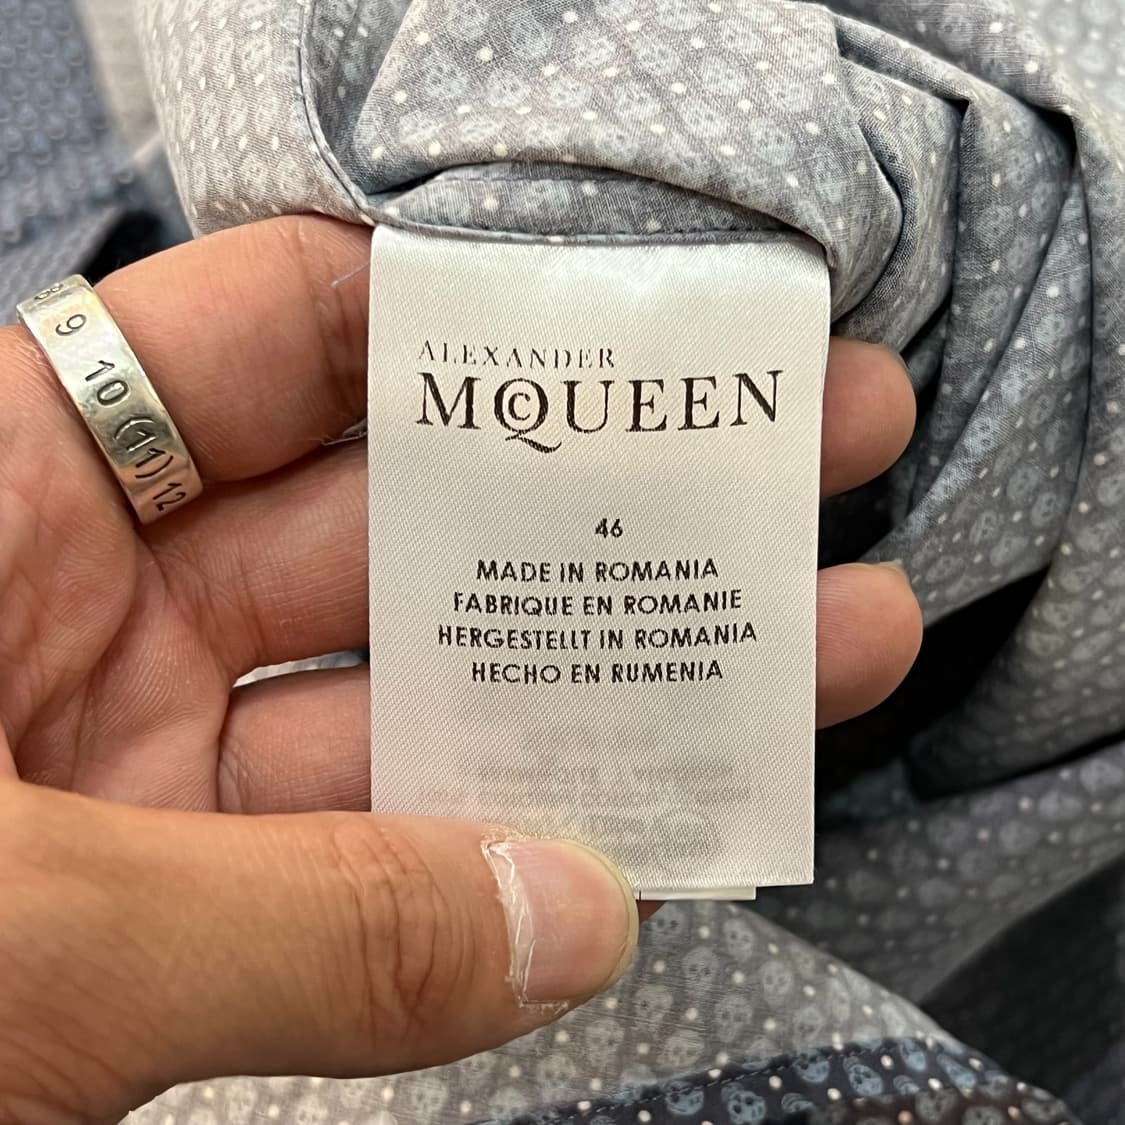 8 9 10 (11) 12
ALEXANDER
MCQUEEN
46
MADE IN ROMANIA
FABRIQUE EN ROMANIE
HERGESTELLT IN ROMANIA
HECHO EN RUMENIA